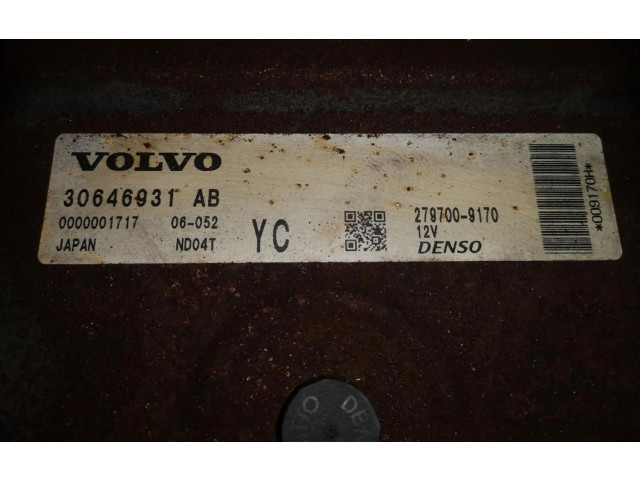 VOLVO
30646931 AB
0000001717 06-052
JAPAN ND04T
YC
279700-9170
12V
DENSO
*009170H*